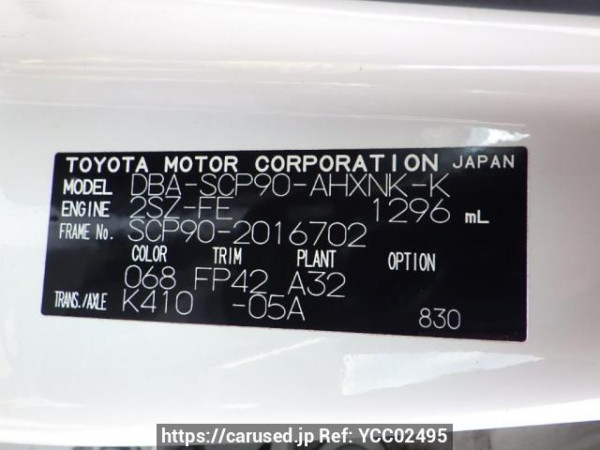 TOYOTA MOTOR CORPORATION JAPAN
MODEL DBA-SCP90-AHXNK-K
ENGINE 2SZ-FE 1296 mL
FRAME No. SCP90-2016702
COLOR TRIM PLANT OPTION
068 FP42 A32
TRANS./AXLE K410 -05A
830
https://carused.jp Ref: YCC02495